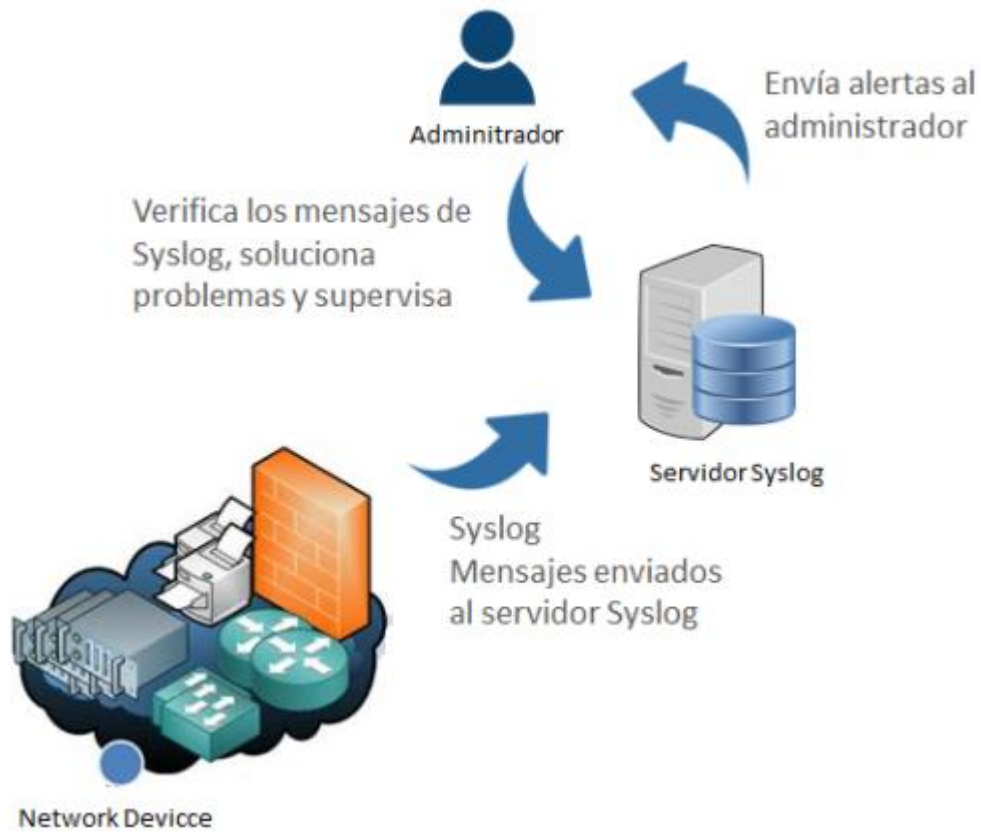 Adminitrador
Envía alertas al
administrador
Verifica los mensajes de
Syslog, soluciona
problemas y supervisa
Servidor Syslog
Syslog
Mensajes enviados
al servidor Syslog
Network Devicce